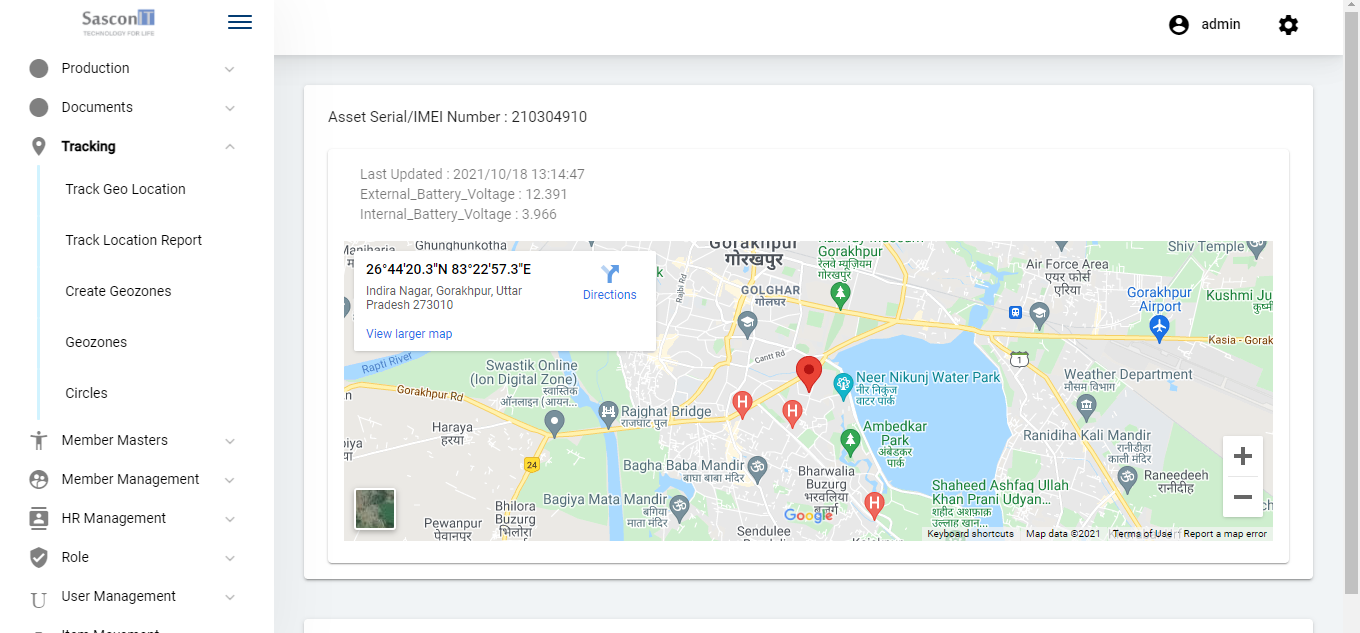 SasconIT
TECHNOLOGY FOR LIFE
admin
Production
Documents
Tracking
Track Geo Location
Track Location Report
Create Geozones
Geozones
Circles
Member Masters
Member Management
HR Management
Role
User Management
Item Movement
Asset Serial/IMEI Number : 210304910
Last Updated : 2021/10/18 13:14:47
External_Battery_Voltage : 12.391
Internal_Battery_Voltage : 3.966
26°44'20.3"N 83°22'57.3"E
Indira Nagar, Gorakhpur, Uttar
Pradesh 273010
Directions
View larger map
Ghunghunkotha
Gorakhpur
गोरखपुर
Gorakhpur
रेलवे म्यूज़ियम
गोरखपुर
Shiv Temple
Air Force Area
एयर फोर्स
एरिया
GOLGHAR
गोलघर
Gorakhpur
Airport
Kushmi Ju
कुष्मी
Kasia - Gorak
Rapti River
Cantt Rd
1
Swastik Online
(Ion Digital Zone)
स्वास्तिक
ऑनलाइन (आयन...
Gorakhpur Rd
Neer Nikunj Water Park
नीर निकुंज
वाटर पार्क
Weather Department
मौसम विभाग
Rajghat Bridge
राजघाट पुल
H
H
Haraya
हरया
Ambedkar
Park
अंबेडकर
पार्क
Ranidiha Kali Mandir
रानीडीहा
काली मंदिर
24
Bagha Baba Mandir
बाघा बाबा मंदिर
Bharwalia
Buzurg
भरवलिया
बुजुर्ग
Raneedeeh
रानीदीह
Shaheed Ashfaq Ullah
Khan Prani Udyan...
शहीद अशफ़ाक़
उल्लाह खान...
Bagiya Mata Mandir
बगिया
माता मंदिर
H
Bhilora
Buzurg
भिलोरा
Pewanpur
पेवानपुर
Google
Sendulee
Keyboard shortcuts
Map data ©2021
Terms of Use
Report a map error